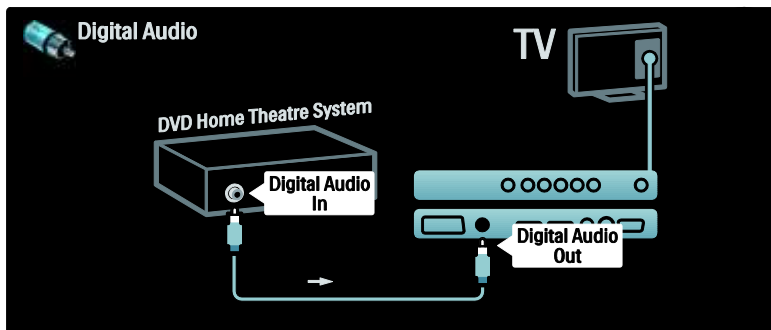 Digital Audio
TV
DVD Home Theatre System
Digital Audio
In
Digital Audio
Out